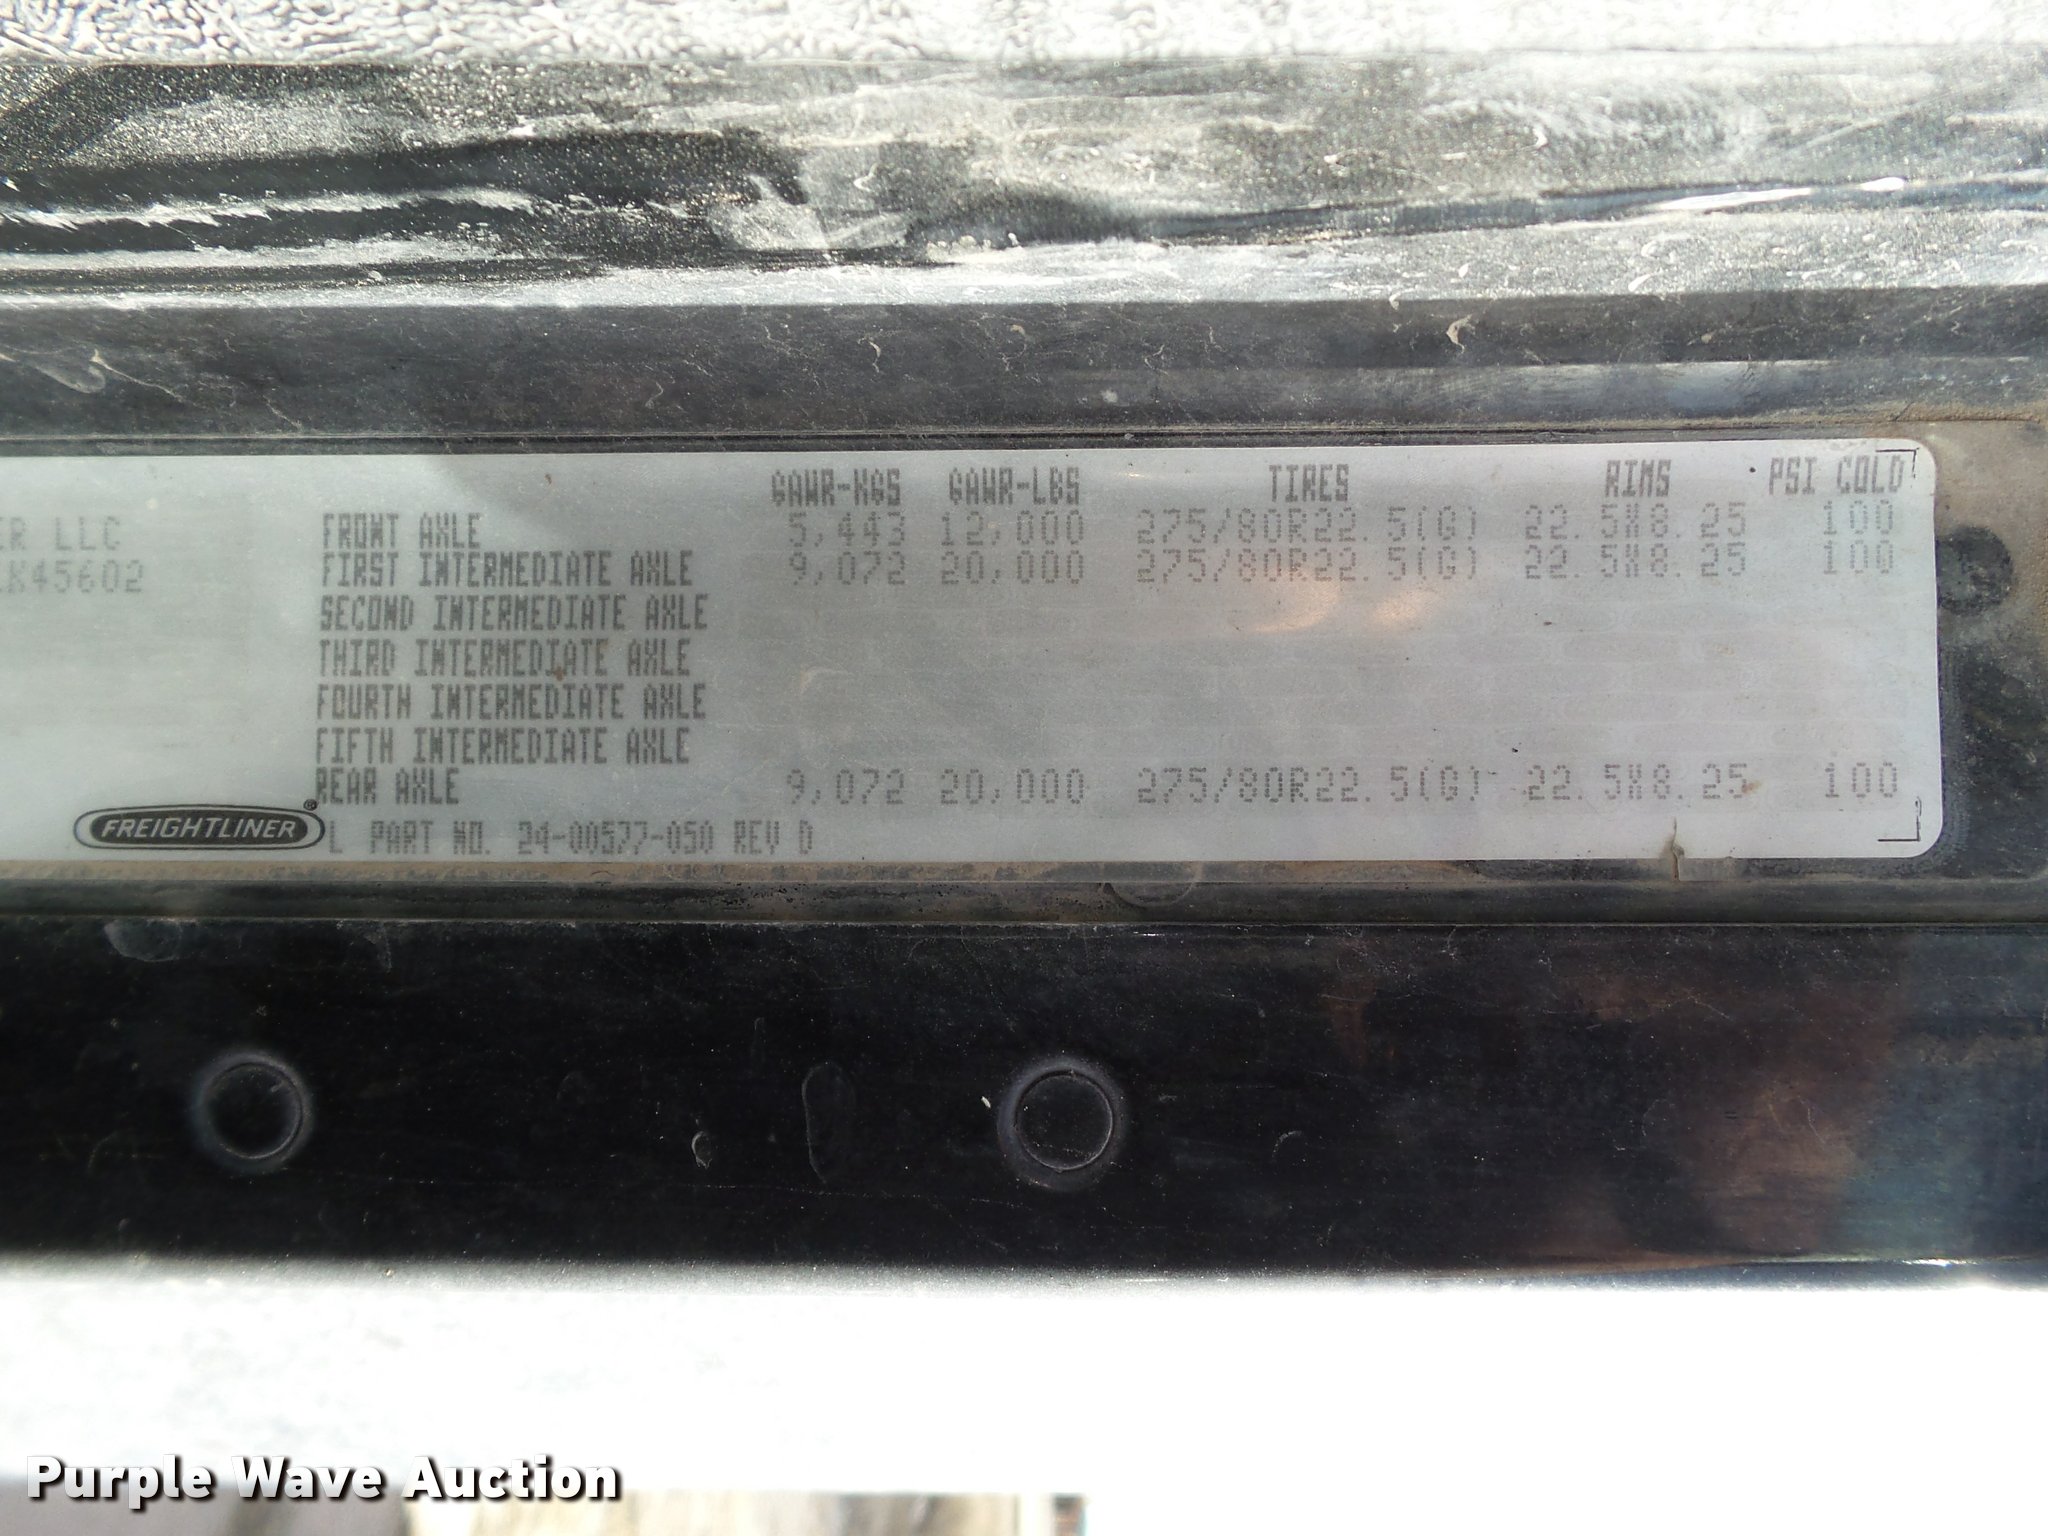 GAWR-KGS GAWR-LBS TIRES RIMS PSI COLD
ER LLC FRONT AXLE 5,443 12,000 275/80R22.5(G) 22.5X8.25 100
LK45602 FIRST INTERMEDIATE AXLE 9,072 20,000 275/80R22.5(G) 22.5X8.25 100
SECOND INTERMEDIATE AXLE
THIRD INTERMEDIATE AXLE
FOURTH INTERMEDIATE AXLE
FIFTH INTERMEDIATE AXLE
REAR AXLE 9,072 20,000 275/80R22.5(G) 22.5X8.25 100
FREIGHTLINER® L PART NO. 24-00577-050 REV D
Purple Wave Auction